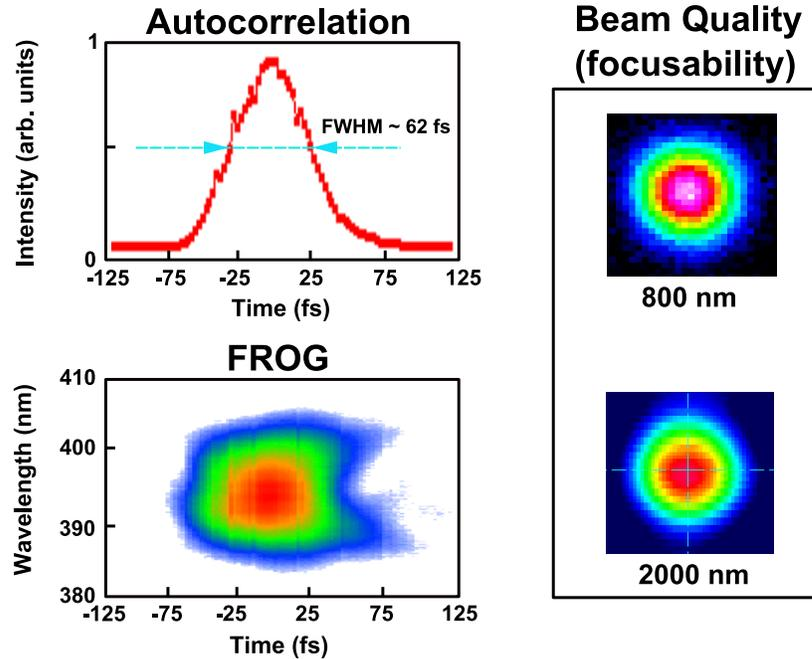 Autocorrelation
1
0
Intensity (arb. units)
FWHM ~ 62 fs
-125 -75 -25 25 75 125
Time (fs)
FROG
410
400
390
380
Wavelength (nm)
-125 -75 -25 25 75 125
Time (fs)
Beam Quality
(focusability)
800 nm
2000 nm